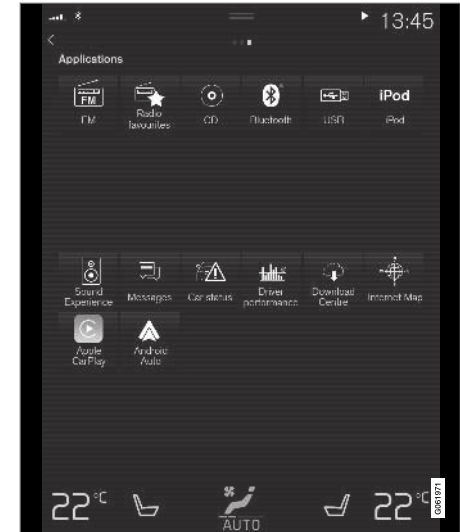 13:45
Applications
FM
iPod
FM
Radio
favourites
CD
Bluetooth
USB
iPod
Sound
Experience
Messages
Car status
Driver
performance
Download
Centre
Internet Map
Apple
CarPlay
Android
Auto
22°C
22°C
AUTO
G061971